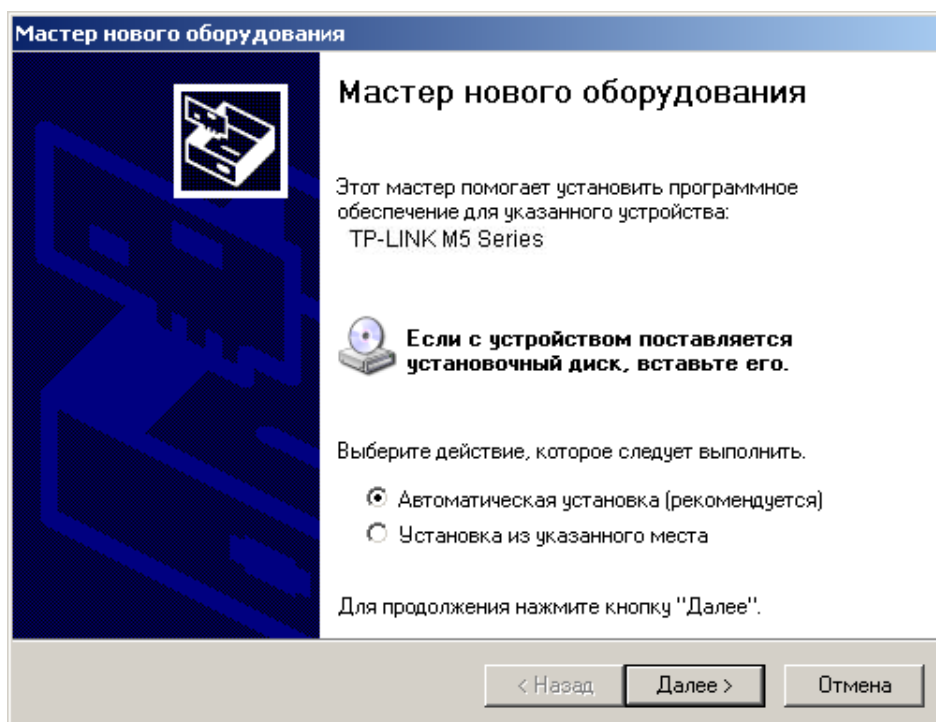 Мастер нового оборудования
Мастер нового оборудования
Этот мастер помогает установить программное
обеспечение для указанного устройства:
TP-LINK M5 Series
Если с устройством поставляется
установочный диск, вставьте его.
Выберите действие, которое следует выполнить.
Автоматическая установка (рекомендуется)
Установка из указанного места
Для продолжения нажмите кнопку "Далее".
< Назад Далее > Отмена